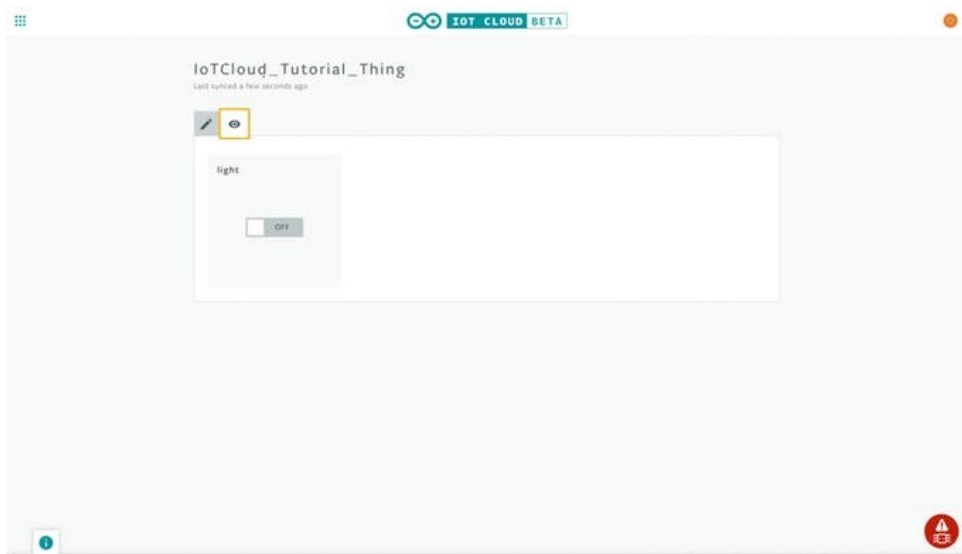 IOT CLOUD BETA
IoTCloud_Tutorial_Thing
Last synced a few seconds ago
light
OFF